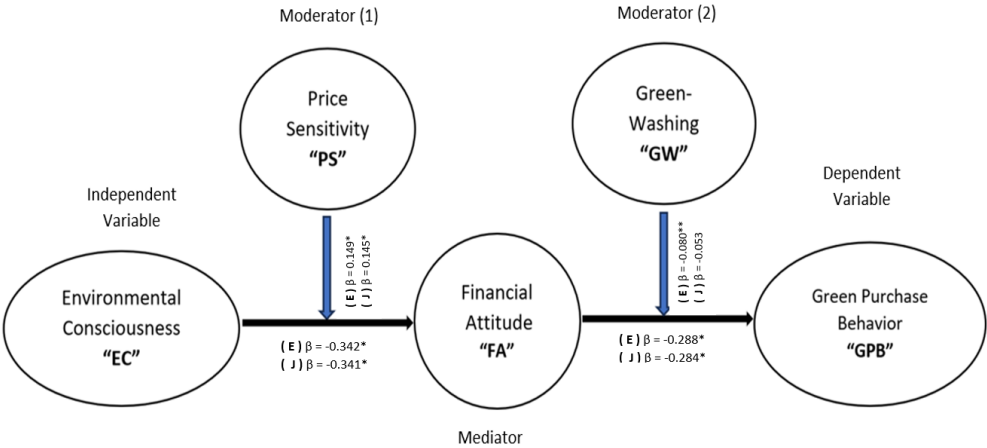 Moderator (1)
Moderator (2)
Price
Sensitivity
“PS”
Green-
Washing
“GW”
Independent
Variable
Dependent
Variable
( E ) β = 0.149*
( J ) β = 0.145*
( E ) β = -0.080**
( J ) β = -0.053
Environmental
Consciousness
“EC”
Financial
Attitude
“FA”
Green Purchase
Behavior
“GPB”
( E ) β = -0.342*
( J ) β = -0.341*
( E ) β = -0.288*
( J ) β = -0.284*
Mediator